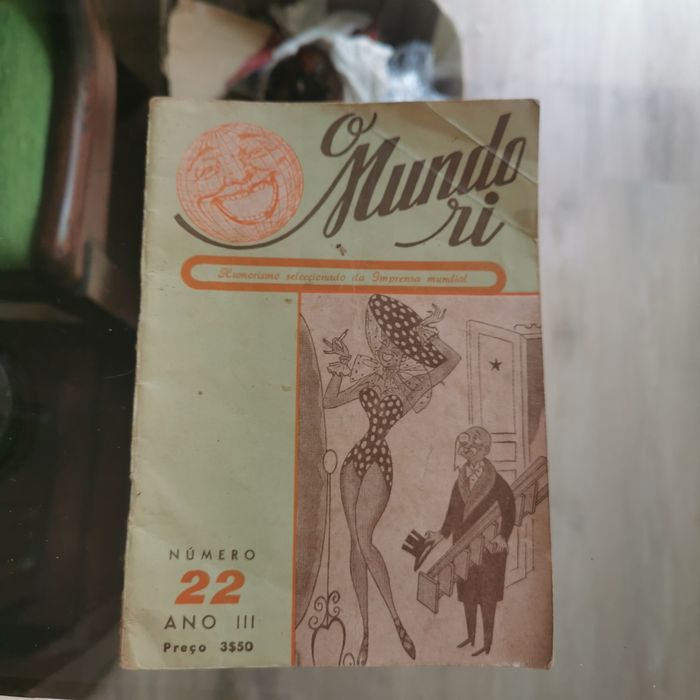 O
Mundo
ri
Humorismo seleccionado da Imprensa mundial
NÚMERO
22
ANO III
Preço 3$50